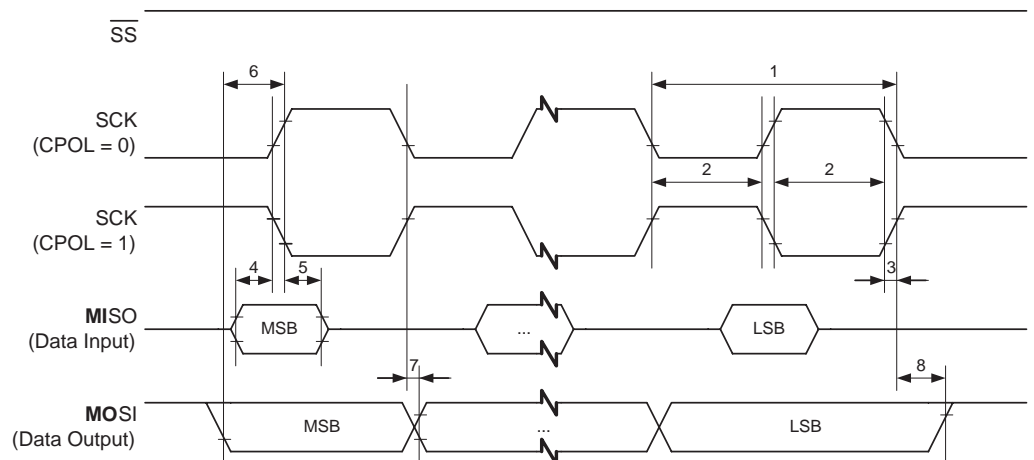 SS
6
1
SCK
(CPOL = 0)
2
2
SCK
(CPOL = 1)
4
5
3
MISO
(Data Input)
MSB
...
LSB
7
8
MOSI
(Data Output)
MSB
...
LSB